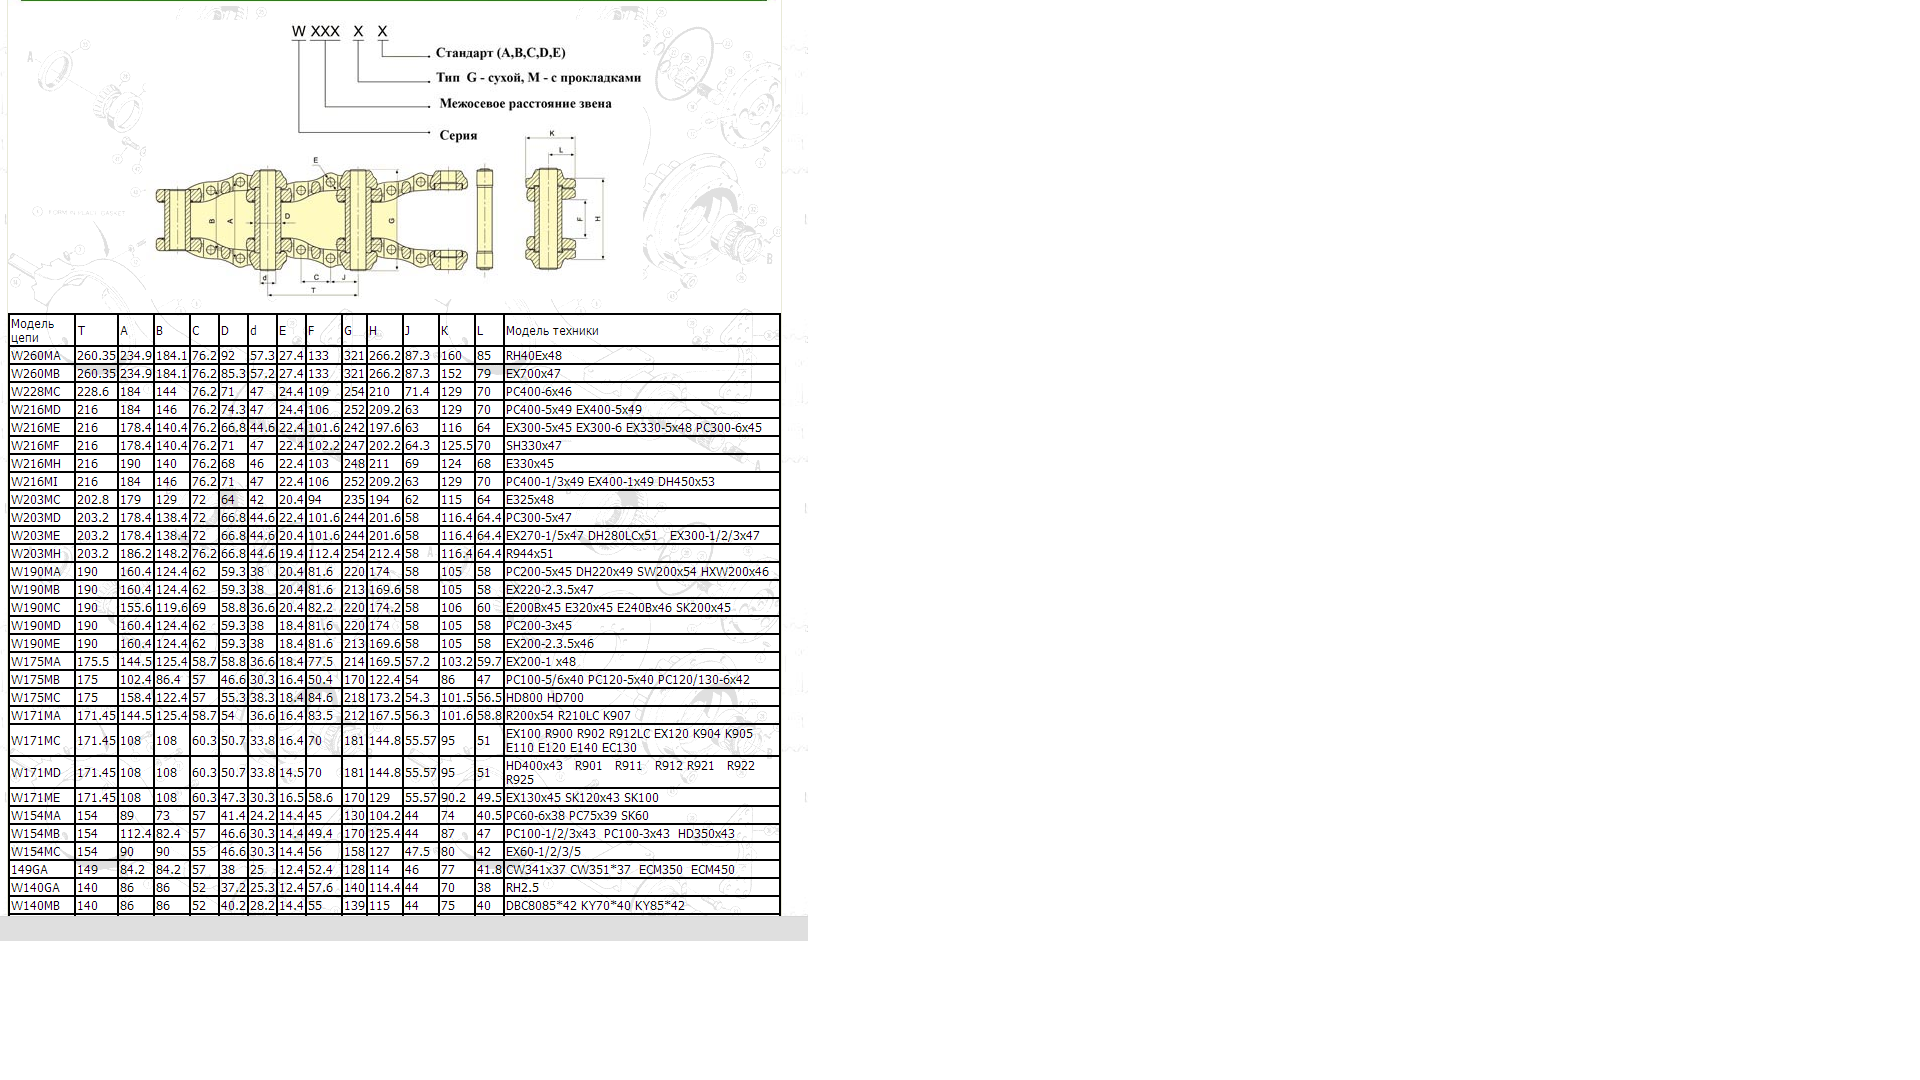 W XXX X X
Стандарт (A,B,C,D,E)
Тип G - сухой, М - с прокладками
Межосевое расстояние звена
Серия
K
L
E
B A D G F H
d C J
T
Модель цепи T A B C D d E F G H J K L Модель техники
W260MA 260.35 234.9 184.1 76.2 92 57.3 27.4 133 321 266.2 87.3 160 85 RH40Ex48
W260MB 260.35 234.9 184.1 76.2 85.3 57.2 27.4 133 321 266.2 87.3 152 79 EX700x47
W228MC 228.6 184 144 76.2 71 47 24.4 109 254 210 71.4 129 70 PC400-6x46
W216MD 216 184 146 76.2 74.3 47 24.4 106 252 209.2 63 129 70 PC400-5x49 EX400-5x49
W216ME 216 178.4 140.4 76.2 66.8 44.6 22.4 101.6 242 197.6 63 116 64 EX300-5x45 EX300-6 EX330-5x48 PC300-6x45
W216MF 216 178.4 140.4 76.2 71 47 22.4 102.2 247 202.2 64.3 125.5 70 SH330x47
W216MH 216 190 140 76.2 68 46 22.4 103 248 211 69 124 68 E330x45
W216MI 216 184 146 76.2 71 47 22.4 106 252 209.2 63 129 70 PC400-1/3x49 EX400-1x49 DH450x53
W203MC 202.8 179 129 72 64 42 20.4 94 235 194 62 115 64 E325x48
W203MD 203.2 178.4 138.4 72 66.8 44.6 22.4 101.6 244 201.6 58 116.4 64.4 PC300-5x47
W203ME 203.2 178.4 138.4 72 66.8 44.6 20.4 101.6 244 201.6 58 116.4 64.4 EX270-1/5x47 DH280LCx51 EX300-1/2/3x47
W203MH 203.2 186.2 148.2 76.2 66.8 44.6 19.4 112.4 254 212.4 58 116.4 64.4 R944x51
W190MA 190 160.4 124.4 62 59.3 38 20.4 81.6 220 174 58 105 58 PC200-5x45 DH220x49 SW200x54 HXW200x46
W190MB 190 160.4 124.4 62 59.3 38 20.4 81.6 213 169.6 58 105 58 EX220-2.3.5x47
W190MC 190 155.6 119.6 69 58.8 36.6 20.4 82.2 220 174.2 58 106 60 E200Bx45 E320x45 E240Bx46 SK200x45
W190MD 190 160.4 124.4 62 59.3 38 18.4 81.6 220 174 58 105 58 PC200-3x45
W190ME 190 160.4 124.4 62 59.3 38 18.4 81.6 213 169.6 58 105 58 EX200-2.3.5x46
W175MA 175.5 144.5 125.4 58.7 58.8 36.6 18.4 77.5 214 169.5 57.2 103.2 59.7 EX200-1 x48
W175MB 175 102.4 86.4 57 46.6 30.3 16.4 50.4 170 122.4 54 86 47 PC100-5/6x40 PC120-5x40 PC120/130-6x42
W175MC 175 158.4 122.4 57 55.3 38.3 18.4 84.6 218 173.2 54.3 101.5 56.5 HD800 HD700
W171MA 171.45 144.5 125.4 58.7 54 36.6 16.4 83.5 212 167.5 56.3 101.6 58.8 R200x54 R210LC K907
W171MC 171.45 108 108 60.3 50.7 33.8 16.4 70 181 144.8 55.57 95 51 EX100 R900 R902 R912LC EX120 K904 K905
E110 E120 E140 EC130
W171MD 171.45 108 108 60.3 50.7 33.8 14.5 70 181 144.8 55.57 95 51 HD400x43 R901 R911 R912 R921 R922
R925
W171ME 171.45 108 108 60.3 47.3 30.3 16.5 58.6 170 129 55.57 90.2 49.5 EX130x45 SK120x43 SK100
W154MA 154 89 73 57 41.4 24.2 14.4 45 130 104.2 44 74 40.5 PC60-6x38 PC75x39 SK60
W154MB 154 112.4 82.4 57 46.6 30.3 14.4 49.4 170 125.4 44 87 47 PC100-1/2/3x43 PC100-3x43 HD350x43
W154MC 154 90 90 55 46.6 30.3 14.4 56 158 127 47.5 80 42 EX60-1/2/3/5
149GA 149 84.2 84.2 57 38 25 12.4 52.4 128 114 46 77 41.8 CW341x37 CW351*37 ECM350 ECM450
W140GA 140 86 86 52 37.2 25.3 12.4 57.6 140 114.4 44 70 38 RH2.5
W140MB 140 86 86 52 40.2 28.2 14.4 55 139 115 44 75 40 DBC8085*42 KY70*40 KY85*42